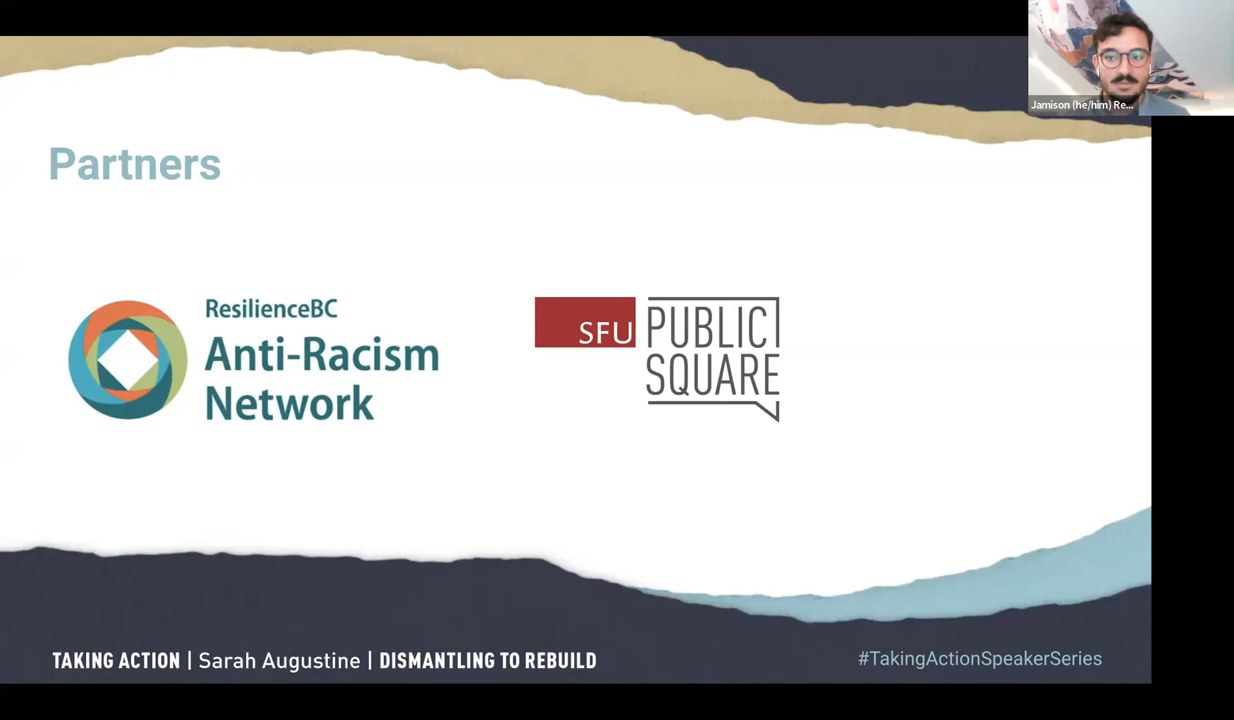 Jamison (he/him) Re...
Partners
ResilienceBC
Anti-Racism
Network
SFU
PUBLIC
SQUARE
TAKING ACTION | Sarah Augustine | DISMANTLING TO REBUILD
#TakingActionSpeakerSeries